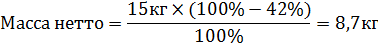 Масса нетто = 15кг × (100% − 42%) / 100% = 8,7кг